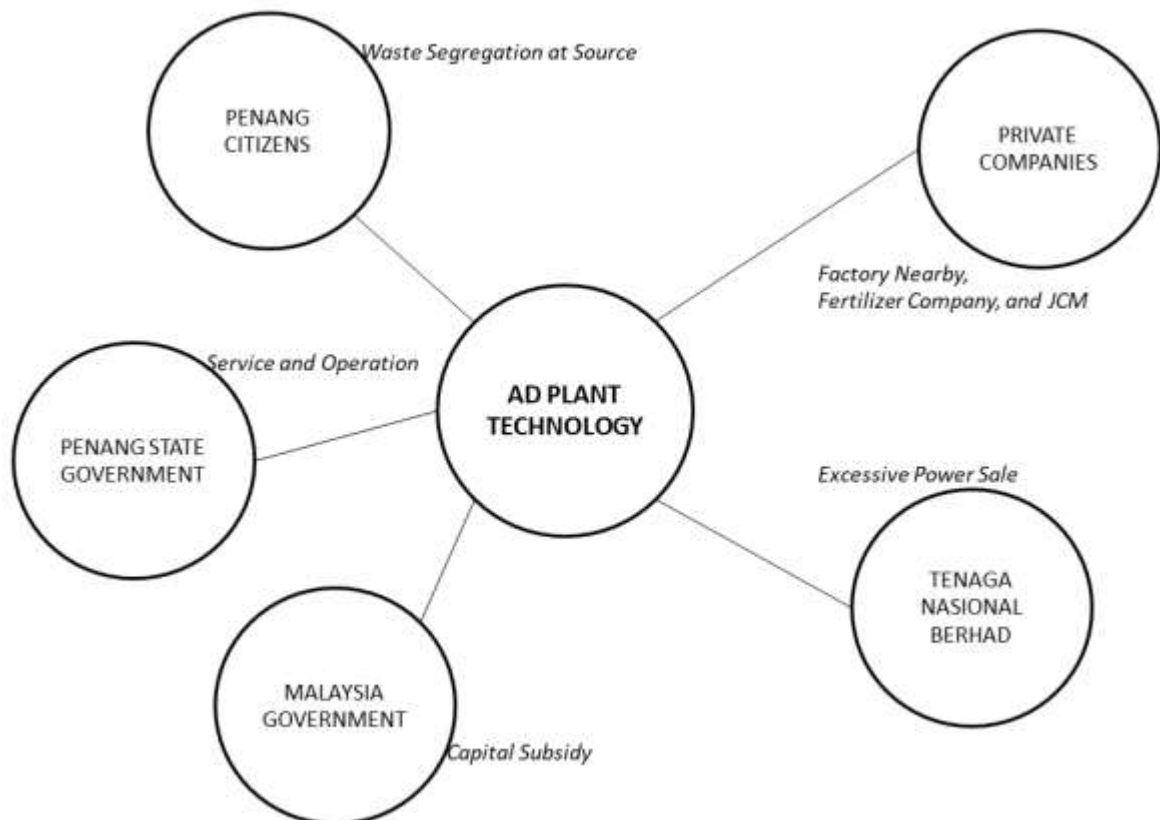 Waste Segregation at Source
PENANG
CITIZENS
PRIVATE
COMPANIES
Factory Nearby,
Fertilizer Company, and JCM
Service and Operation
AD PLANT
TECHNOLOGY
PENANG STATE
GOVERNMENT
Excessive Power Sale
TENAGA
NASIONAL
BERHAD
MALAYSIA
GOVERNMENT
Capital Subsidy